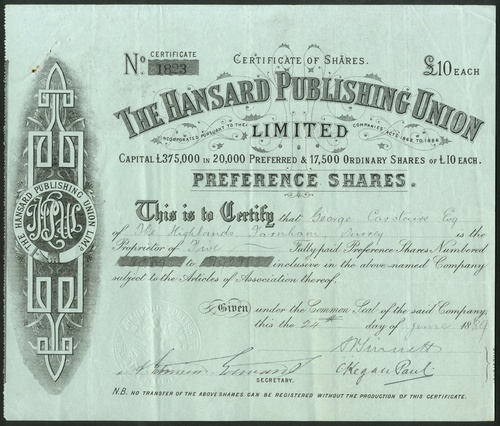 No. CERTIFICATE 1823
CERTIFICATE OF SHARES.
£10 EACH
THE HANSARD PUBLISHING UNION
INCORPORATED PURSUANT TO THE COMPANIES ACTS 1862 TO 1886
LIMITED
CAPITAL £375,000 IN 20,000 PREFERRED & 17,500 ORDINARY SHARES OF £10 EACH.
PREFERENCE SHARES.
This is to Certify that George Esq
of The Highlands Farnham Surrey is the
Proprietor of Five Fully paid Preference Shares Numbered
to inclusive in the above-named Company
subject to the Articles of Association thereof.
Given under the Common Seal of the said Company,
this the 24th day of June 1889
C Kegan Paul
SECRETARY.
N.B. NO TRANSFER OF THE ABOVE SHARES CAN BE REGISTERED WITHOUT THE PRODUCTION OF THIS CERTIFICATE.
THE HANSARD PUBLISHING UNION LIMD